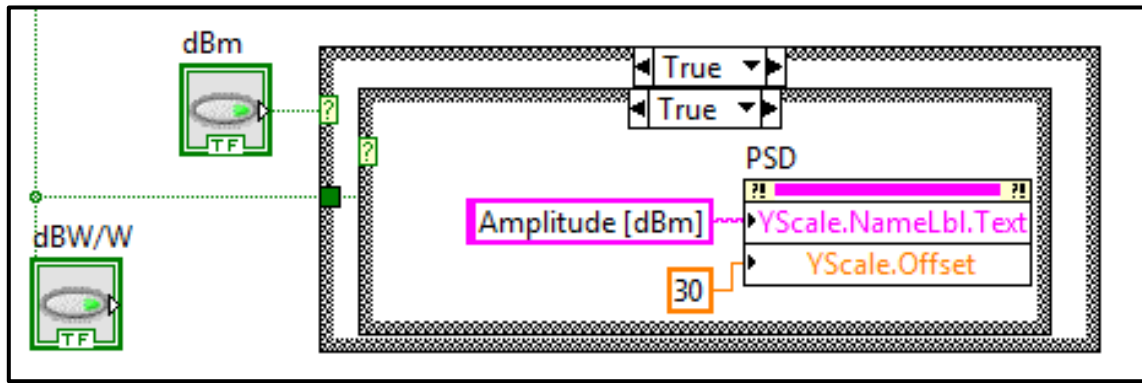 dBm
TF
True
?
True
?
PSD
?! ?!
Amplitude [dBm]
YScale.NameLbl.Text
30
YScale.Offset
dBW/W
TF